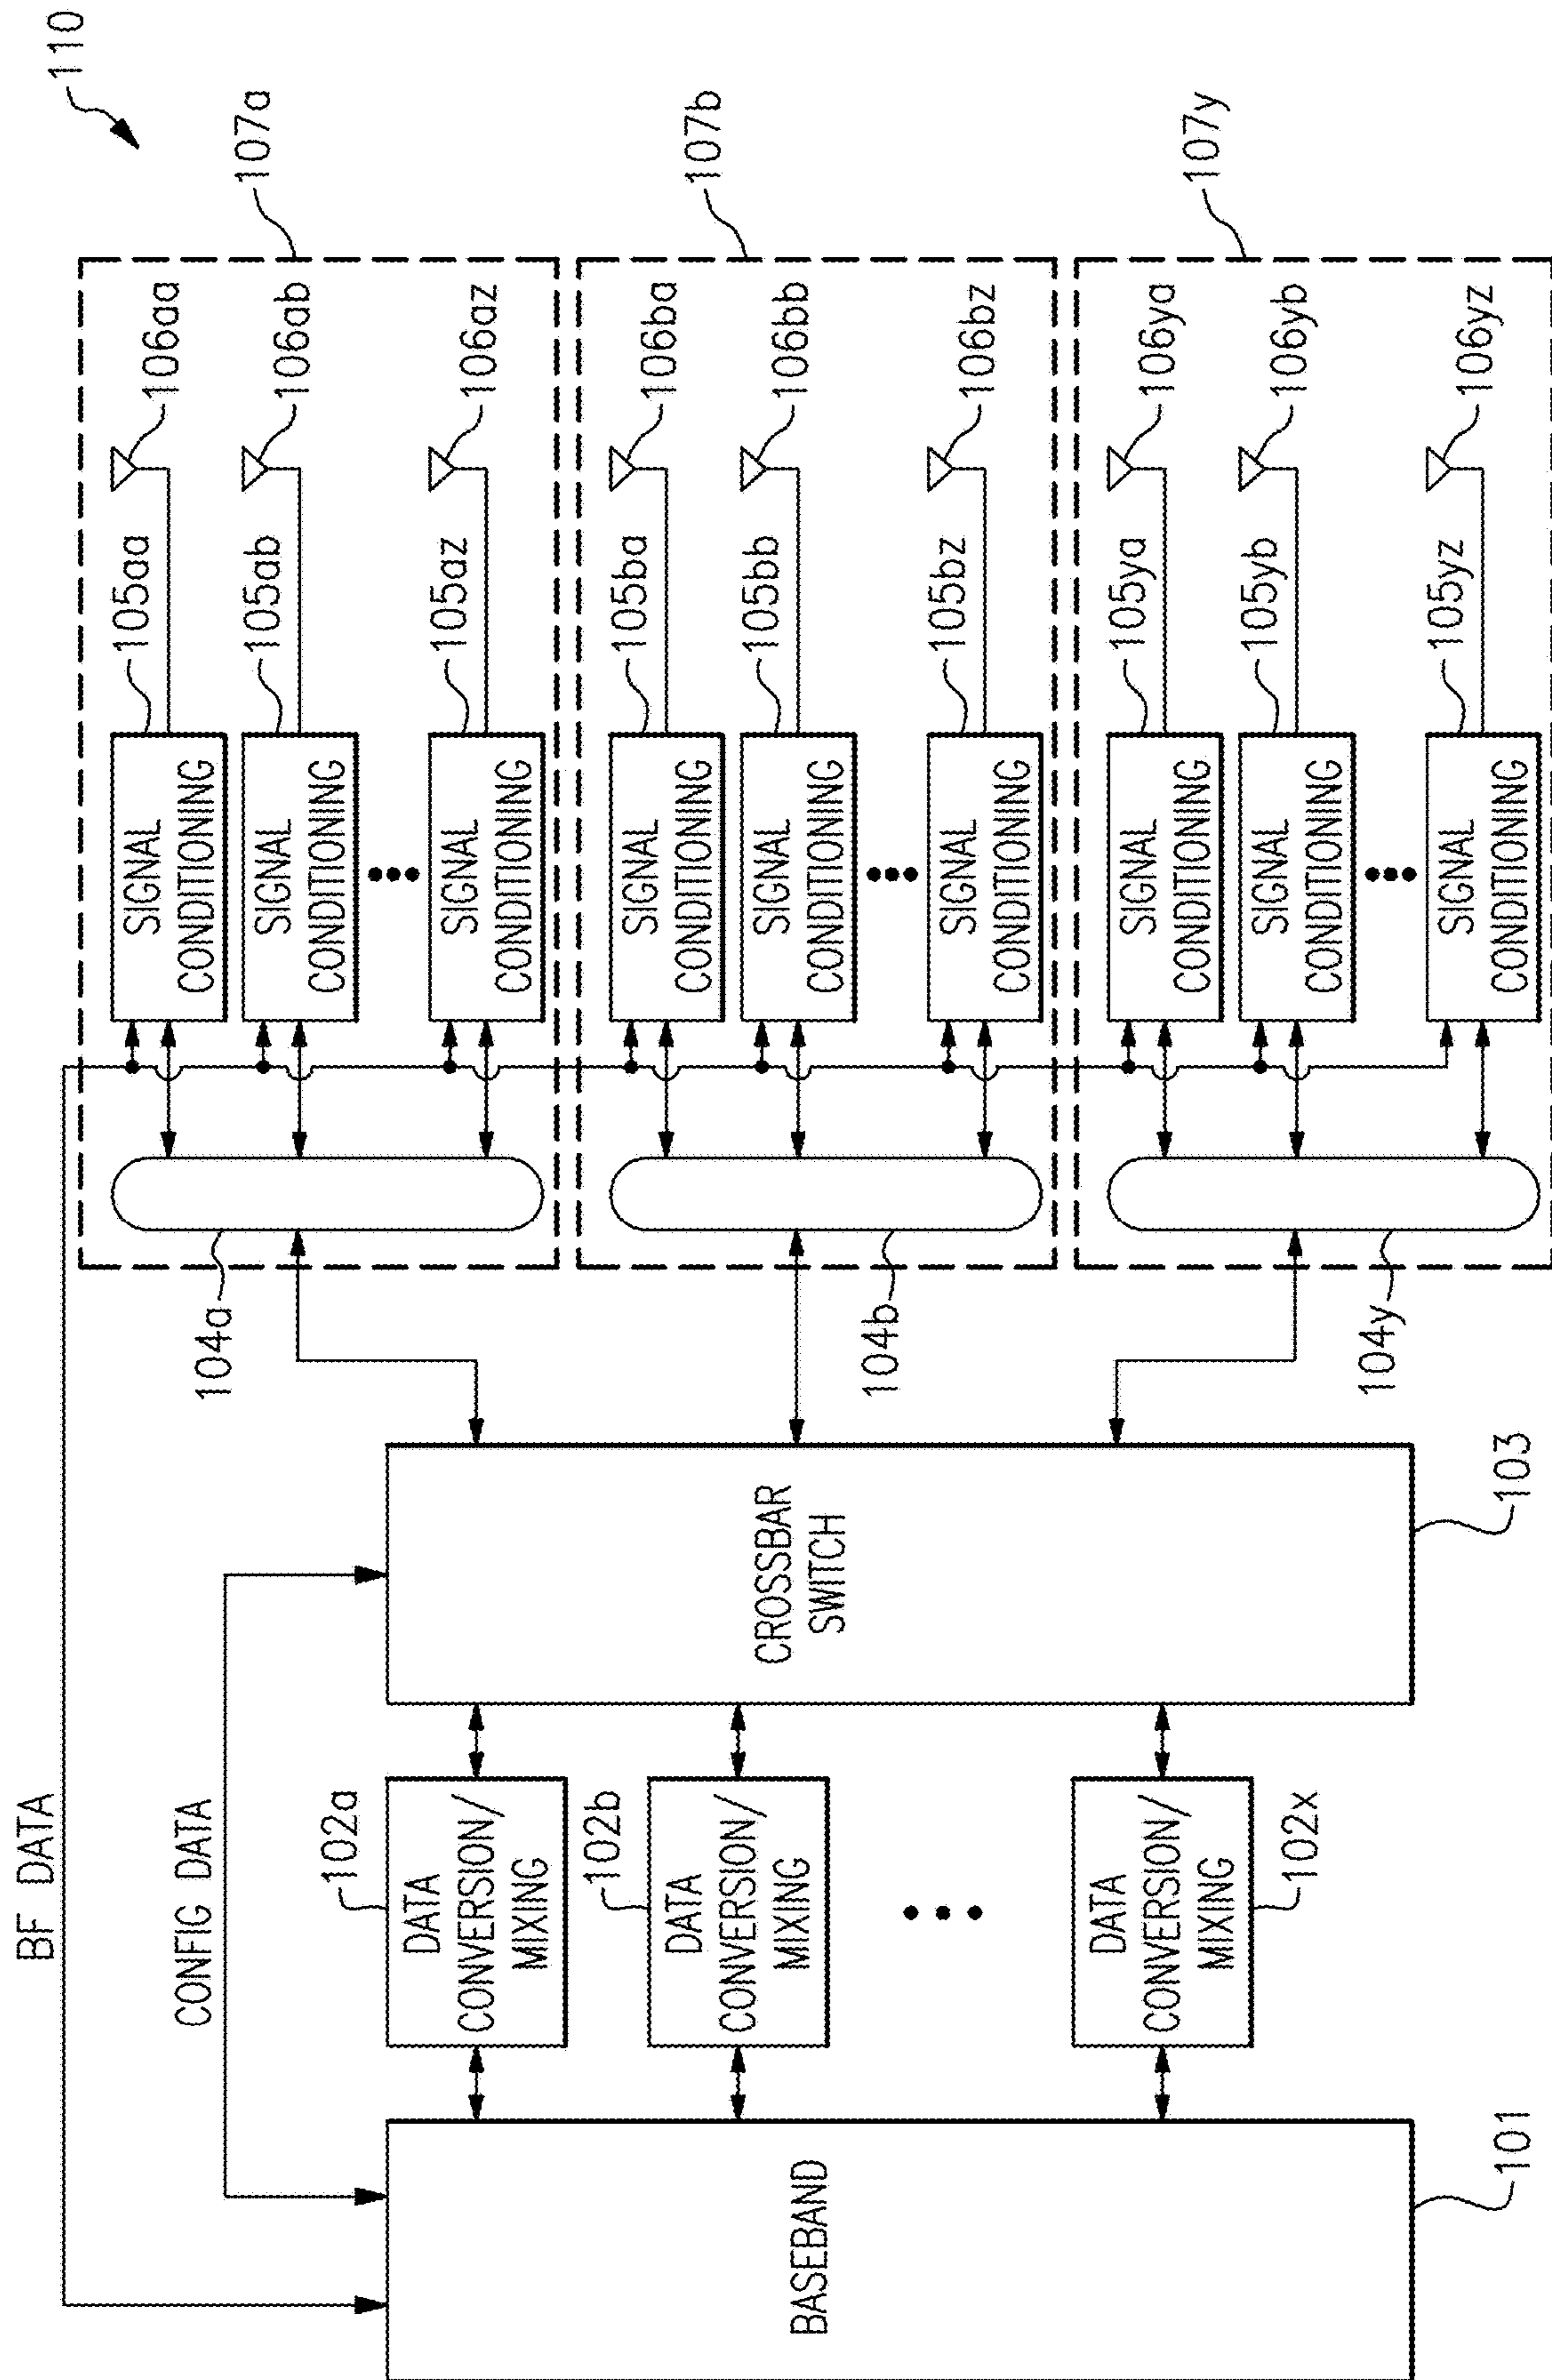 110
BF DATA
CONFIG DATA
BASEBAND
101
102a
DATA
CONVERSION/
MIXING
102b
DATA
CONVERSION/
MIXING
102x
DATA
CONVERSION/
MIXING
CROSSBAR
SWITCH
103
107a
104a
105aa
SIGNAL
CONDITIONING
106aa
105ab
SIGNAL
CONDITIONING
106ab
105az
SIGNAL
CONDITIONING
106az
107b
104b
105ba
SIGNAL
CONDITIONING
106ba
105bb
SIGNAL
CONDITIONING
106bb
105bz
SIGNAL
CONDITIONING
106bz
107y
104y
105ya
SIGNAL
CONDITIONING
106ya
105yb
SIGNAL
CONDITIONING
106yb
105yz
SIGNAL
CONDITIONING
106yz